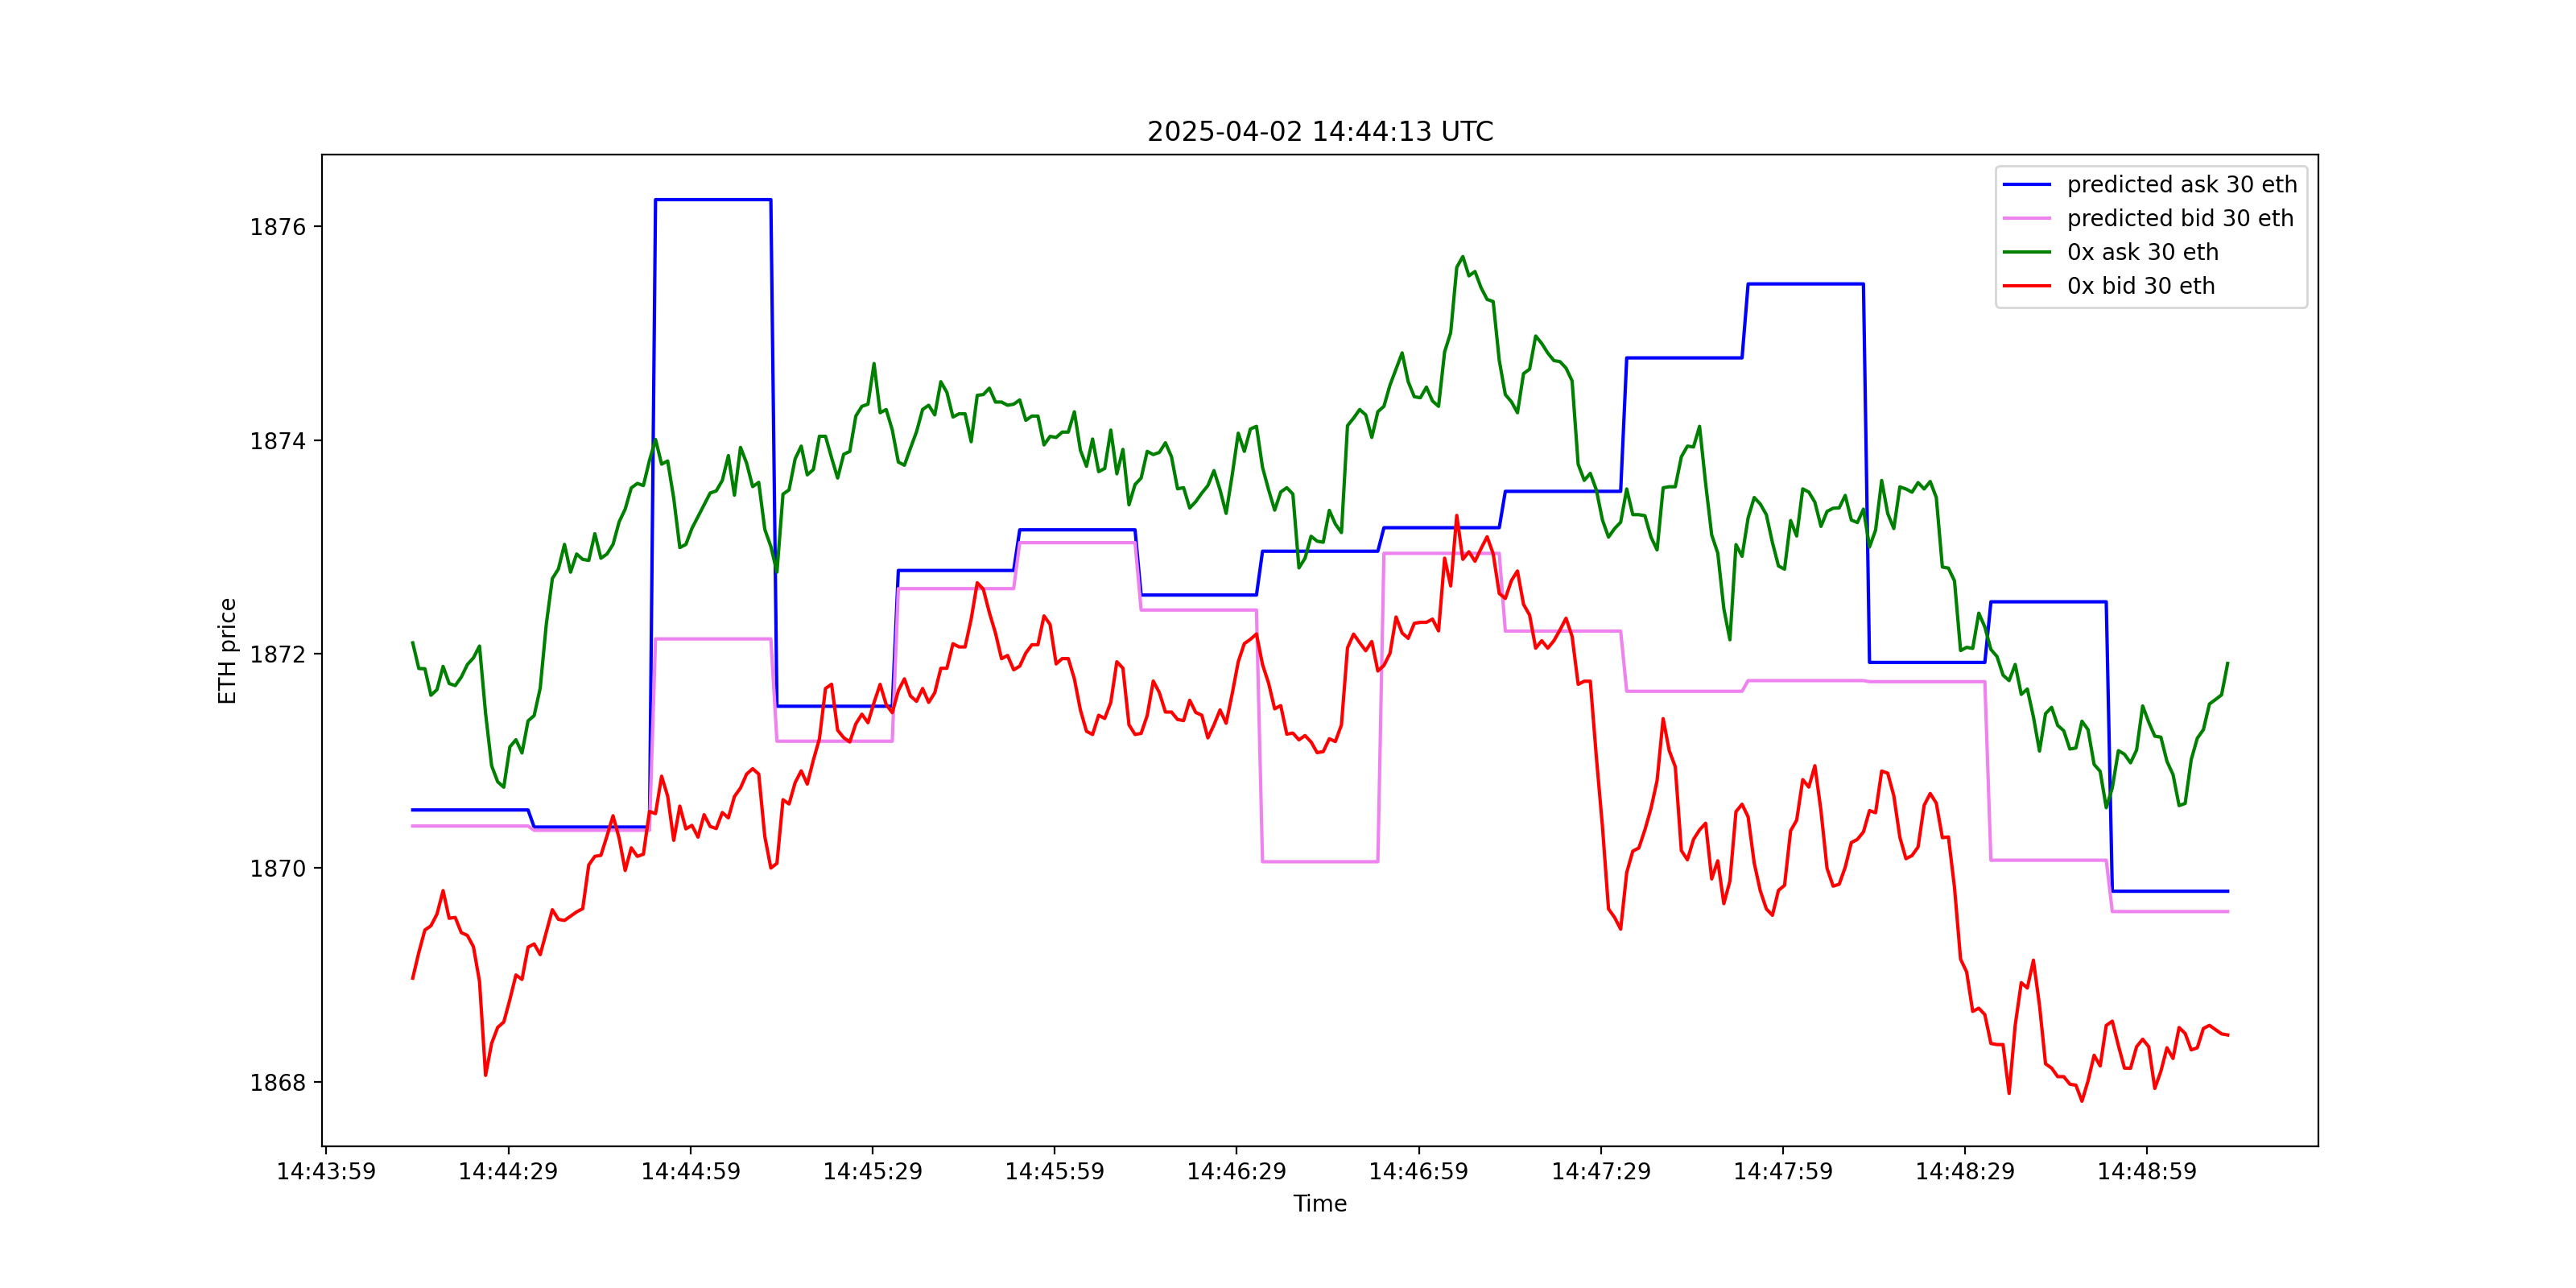 2025-04-02 14:44:13 UTC
predicted ask 30 eth
predicted bid 30 eth
0x ask 30 eth
0x bid 30 eth
1876
1874
1872
1870
1868
ETH price
14:43:59 14:44:29 14:44:59 14:45:29 14:45:59 14:46:29 14:46:59 14:47:29 14:47:59 14:48:29 14:48:59
Time